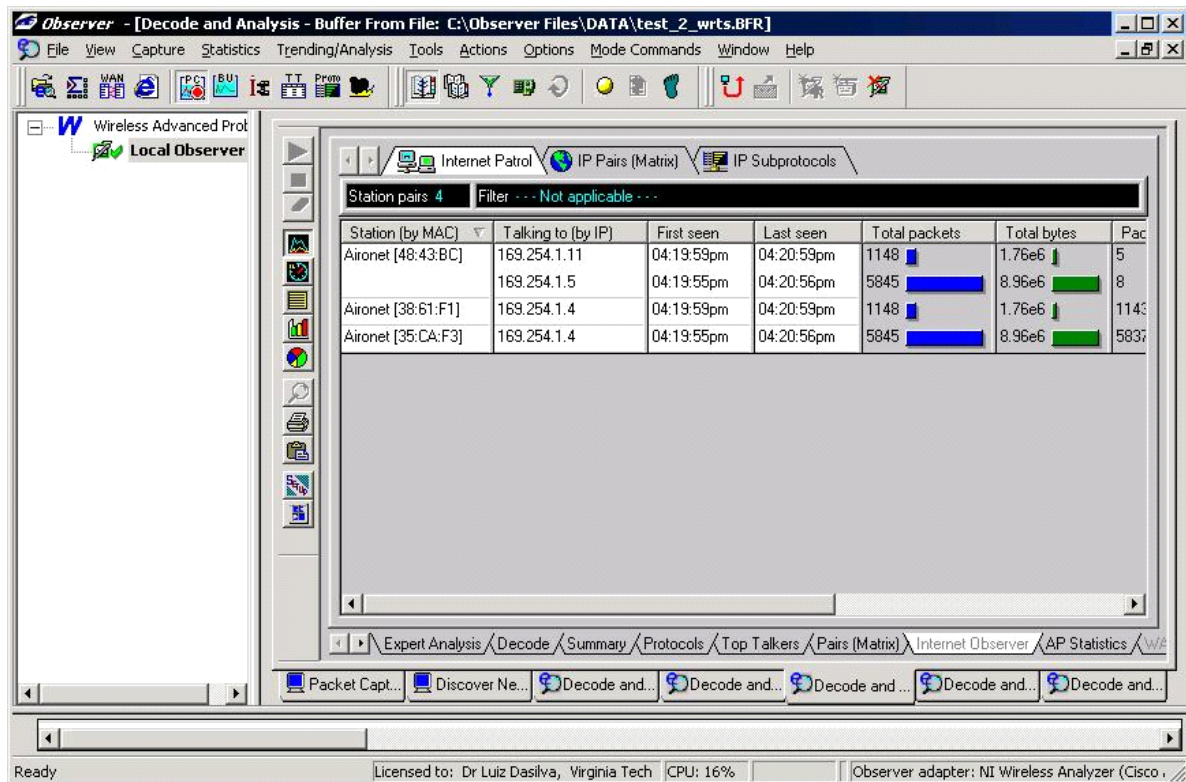 Observer - [Decode and Analysis - Buffer From File: C:\Observer Files\DATA\test_2_wrts.BFR]
File View Capture Statistics Trending/Analysis Tools Actions Options Mode Commands Window Help
Wireless Advanced Prob
Local Observer
Internet Patrol IP Pairs (Matrix) IP Subprotocols
Station pairs 4 Filter - - - Not applicable - - -
Station (by MAC) Talking to (by IP) First seen Last seen Total packets Total bytes Pac
Aironet [48:43:BC] 169.254.1.11 04:19:59pm 04:20:59pm 1148 1.76e6 5
169.254.1.5 04:19:55pm 04:20:56pm 5845 8.96e6 8
Aironet [38:61:F1] 169.254.1.4 04:19:59pm 04:20:59pm 1148 1.76e6 1143
Aironet [35:CA:F3] 169.254.1.4 04:19:55pm 04:20:56pm 5845 8.96e6 5837
Expert Analysis Decode Summary Protocols Top Talkers Pairs (Matrix) Internet Observer AP Statistics
Packet Capt... Discover Ne... Decode and... Decode and... Decode and ... Decode and... Decode and...
Ready Licensed to: Dr Luiz Dasilva, Virginia Tech CPU: 16% Observer adapter: NI Wireless Analyzer (Cisco